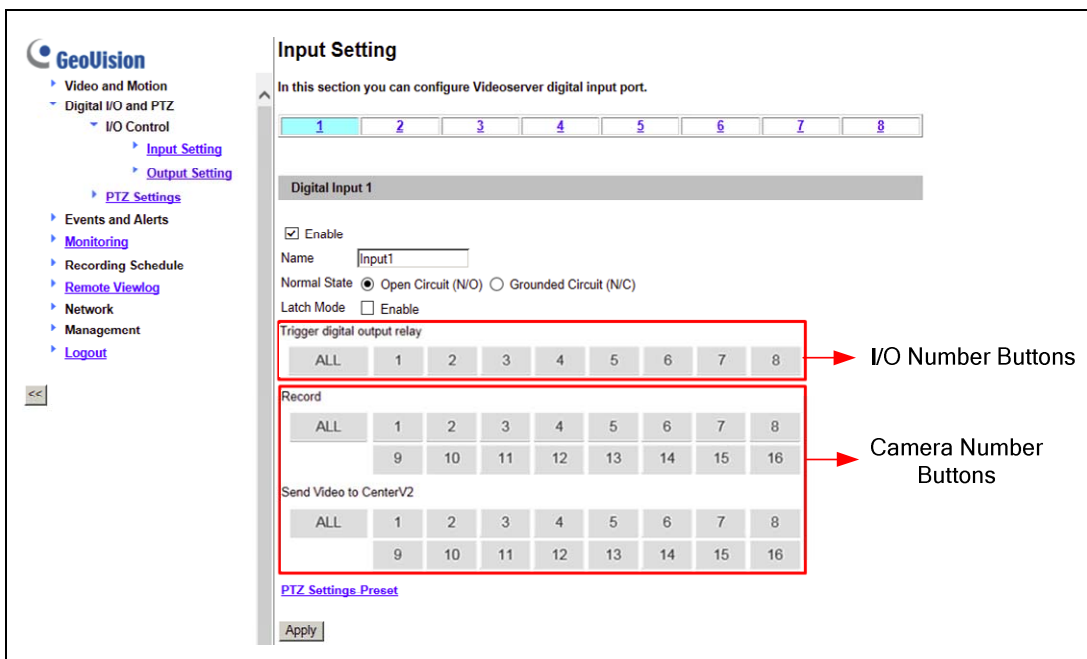 GeoVision
Video and Motion
Digital I/O and PTZ
I/O Control
Input Setting
Output Setting
PTZ Settings
Events and Alerts
Monitoring
Recording Schedule
Remote Viewlog
Network
Management
Logout
<<
Input Setting
In this section you can configure Videoserver digital input port.
1 2 3 4 5 6 7 8
Digital Input 1
Enable
Name Input1
Normal State Open Circuit (N/O) Grounded Circuit (N/C)
Latch Mode Enable
Trigger digital output relay
ALL 1 2 3 4 5 6 7 8
I/O Number Buttons
Record
ALL 1 2 3 4 5 6 7 8
9 10 11 12 13 14 15 16
Camera Number
Buttons
Send Video to CenterV2
ALL 1 2 3 4 5 6 7 8
9 10 11 12 13 14 15 16
PTZ Settings Preset
Apply